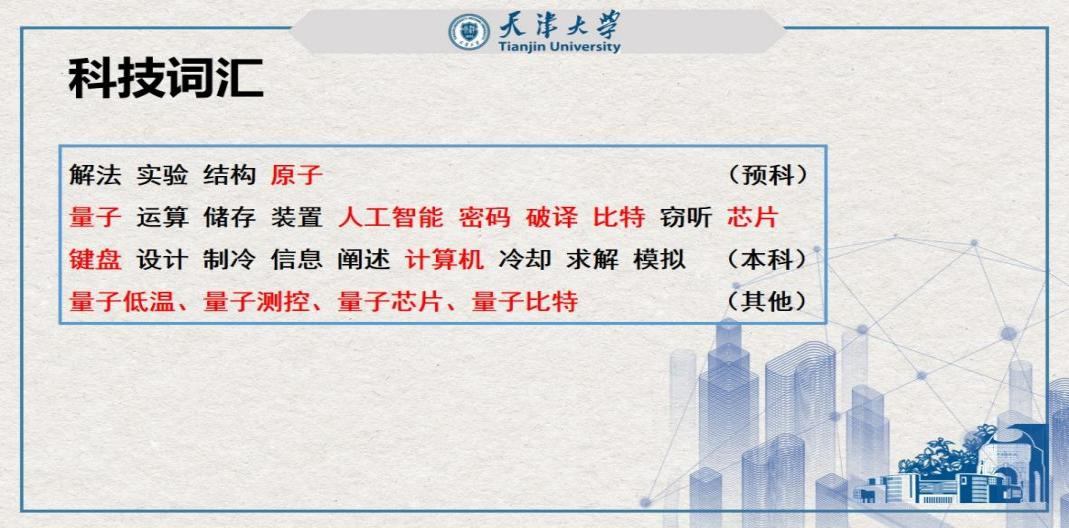 天津大学
Tianjin University
科技词汇
解法 实验 结构 原子 （预科）
量子 运算 储存 装置 人工智能 密码 破译 比特 窃听 芯片
键盘 设计 制冷 信息 阐述 计算机 冷却 求解 模拟 （本科）
量子低温、量子测控、量子芯片、量子比特 （其他）